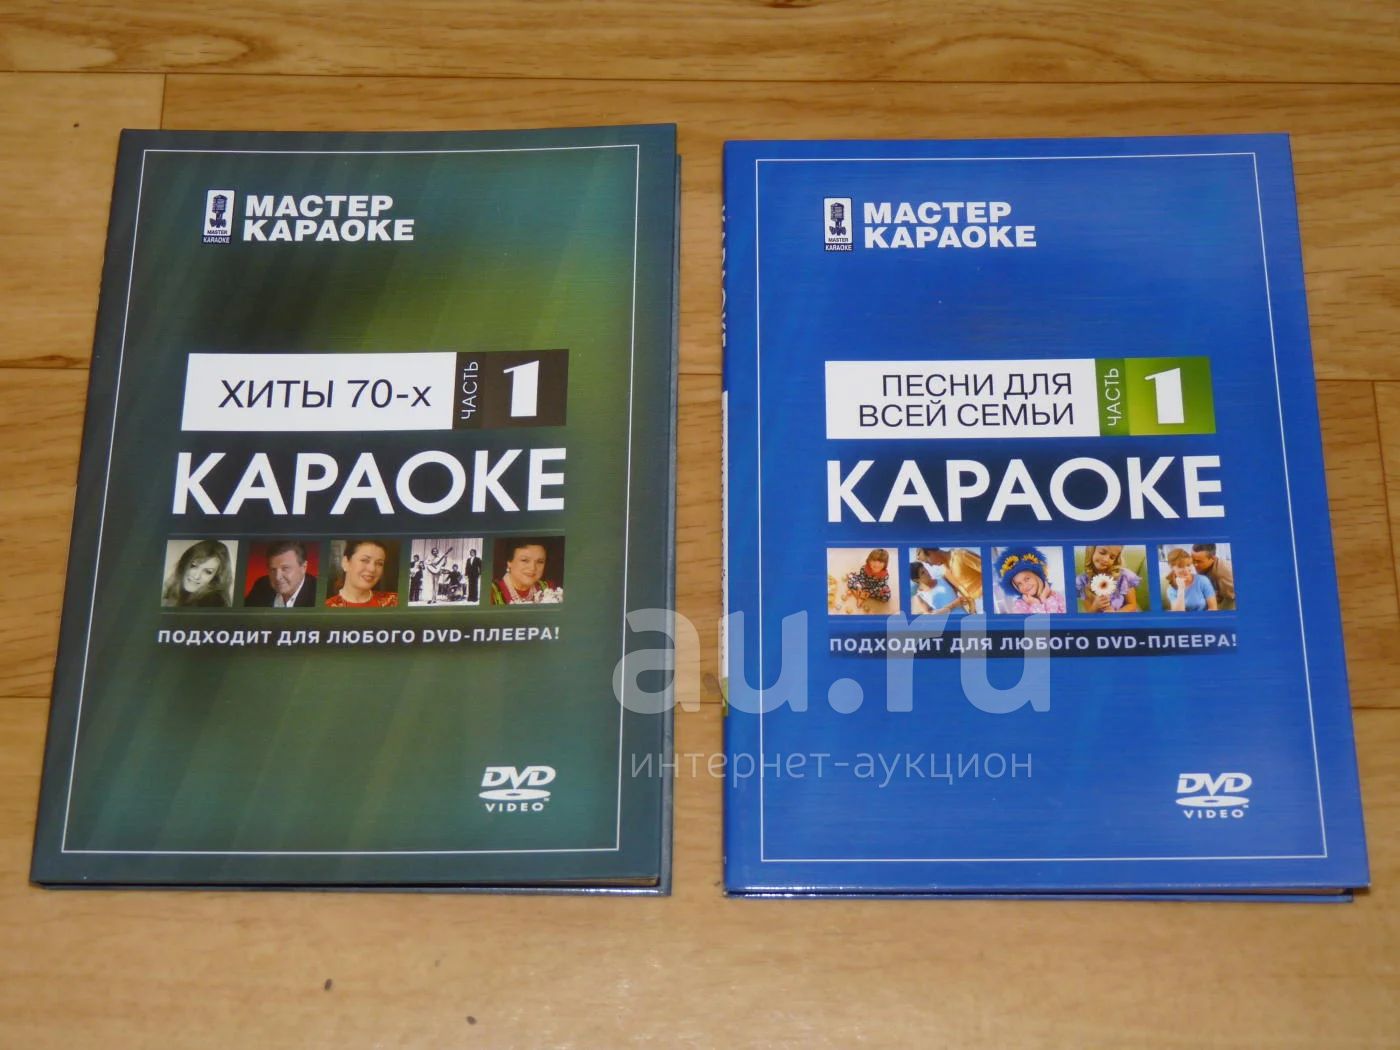 MASTER
KARAOKE
МАСТЕР
КАРАОКЕ
ХИТЫ 70-х
ЧАСТЬ
1
КАРАОКЕ
ПОДХОДИТ ДЛЯ ЛЮБОГО DVD-ПЛЕЕРА!
DVD
VIDEO
MASTER
KARAOKE
МАСТЕР
КАРАОКЕ
ПЕСНИ ДЛЯ
ВСЕЙ СЕМЬИ
ЧАСТЬ
1
КАРАОКЕ
ПОДХОДИТ ДЛЯ ЛЮБОГО DVD-ПЛЕЕРА!
DVD
VIDEO
au.ru
интернет-аукцион